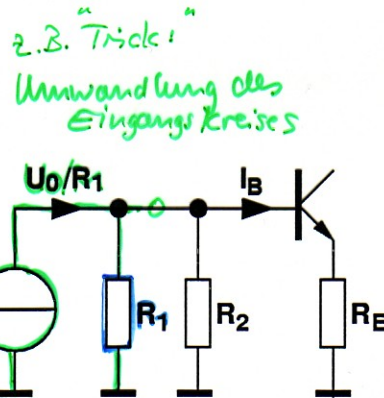 z.B. "Trick:"
Umwandlung des
Eingangskreises
U0/R1
IB
R1
R2
RE